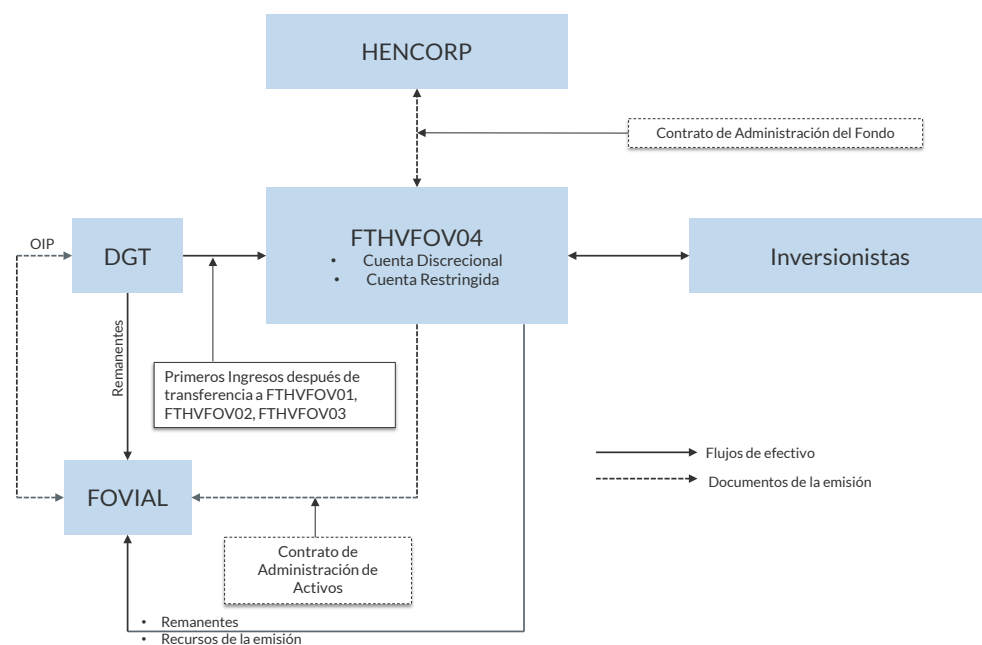 HENCORP
Contrato de Administración del Fondo
FTHVFOV04
• Cuenta Discrecional
• Cuenta Restringida
OIP
DGT
Inversionistas
Remanentes
Primeros Ingresos después de
transferencia a FTHVFOV01,
FTHVFOV02, FTHVFOV03
Flujos de efectivo
Documentos de la emisión
FOVIAL
Contrato de
Administración de
Activos
• Remanentes
• Recursos de la emisión